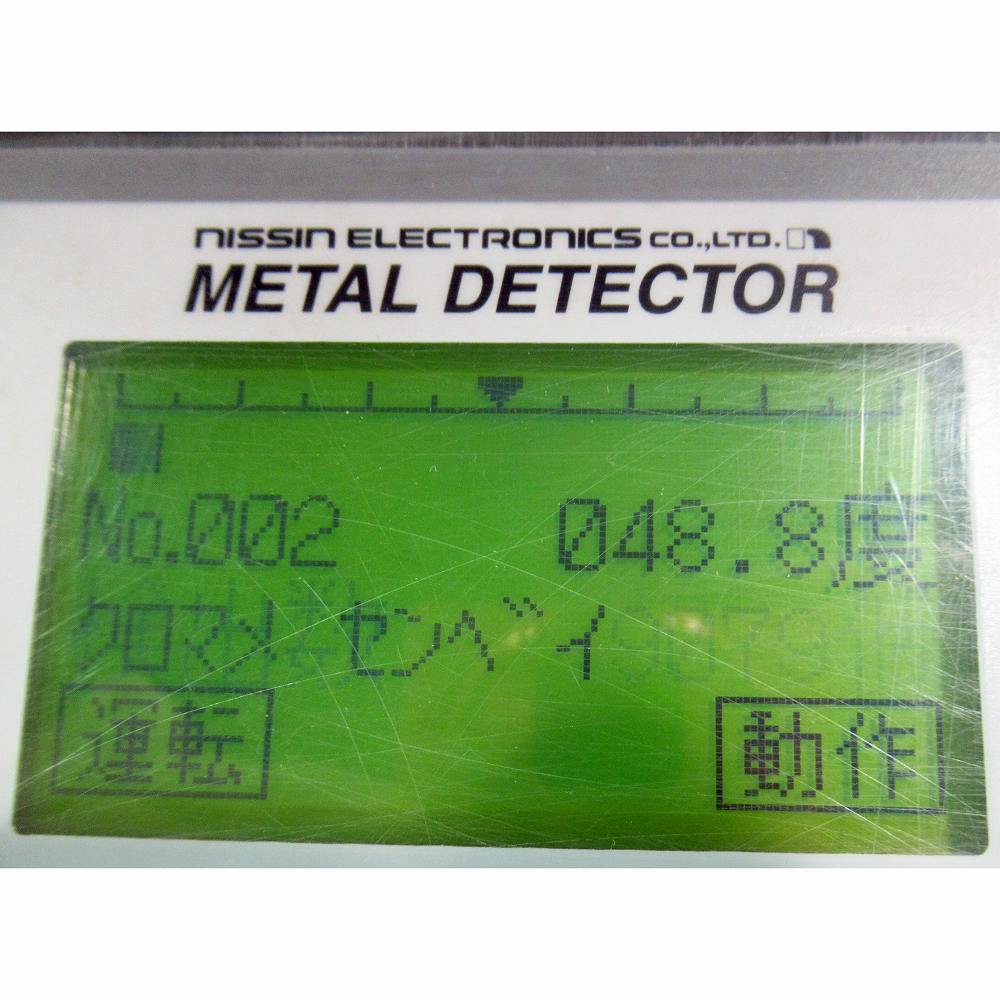 NISSIN ELECTRONICS CO.,LTD.
METAL DETECTOR
No.002 048.8度
クロマメ センベイ
運転 動作